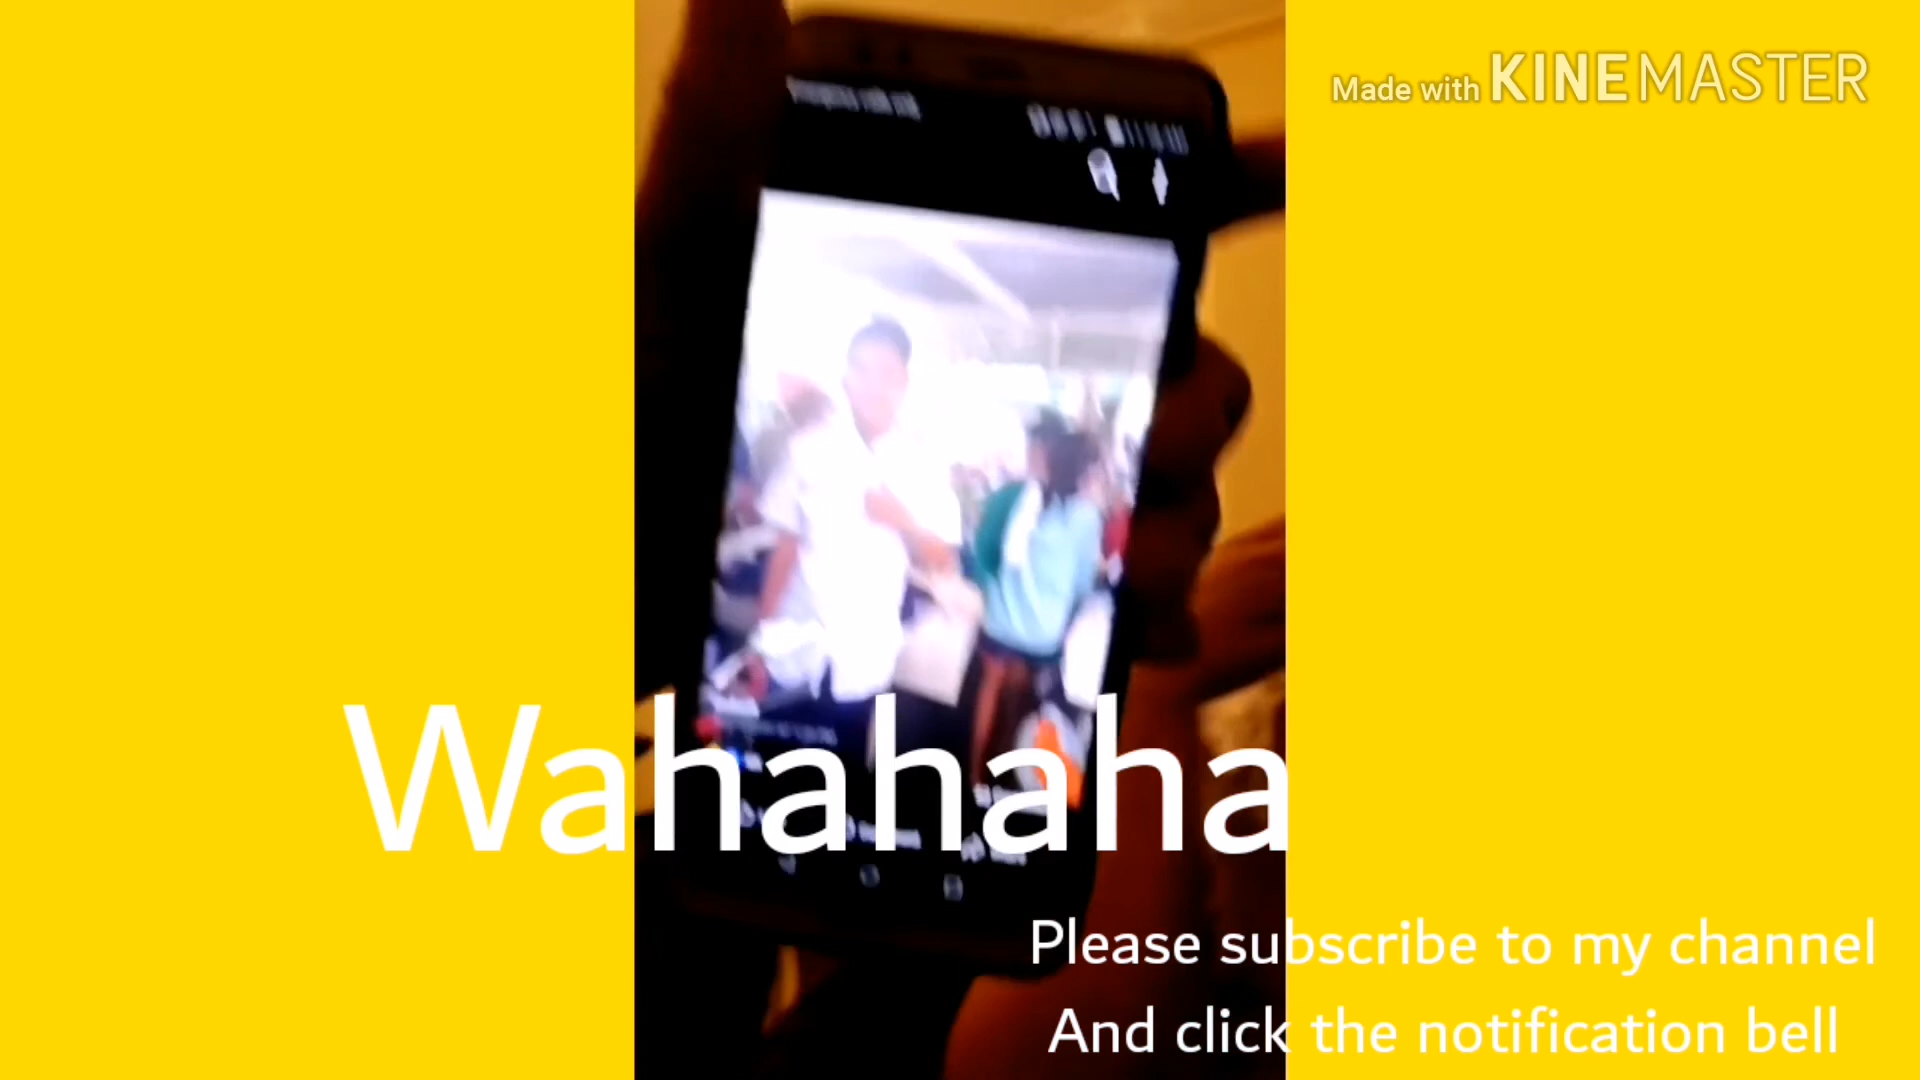 Made with KINEMASTER
Wahahaha
Please subscribe to my channel
And click the notification bell